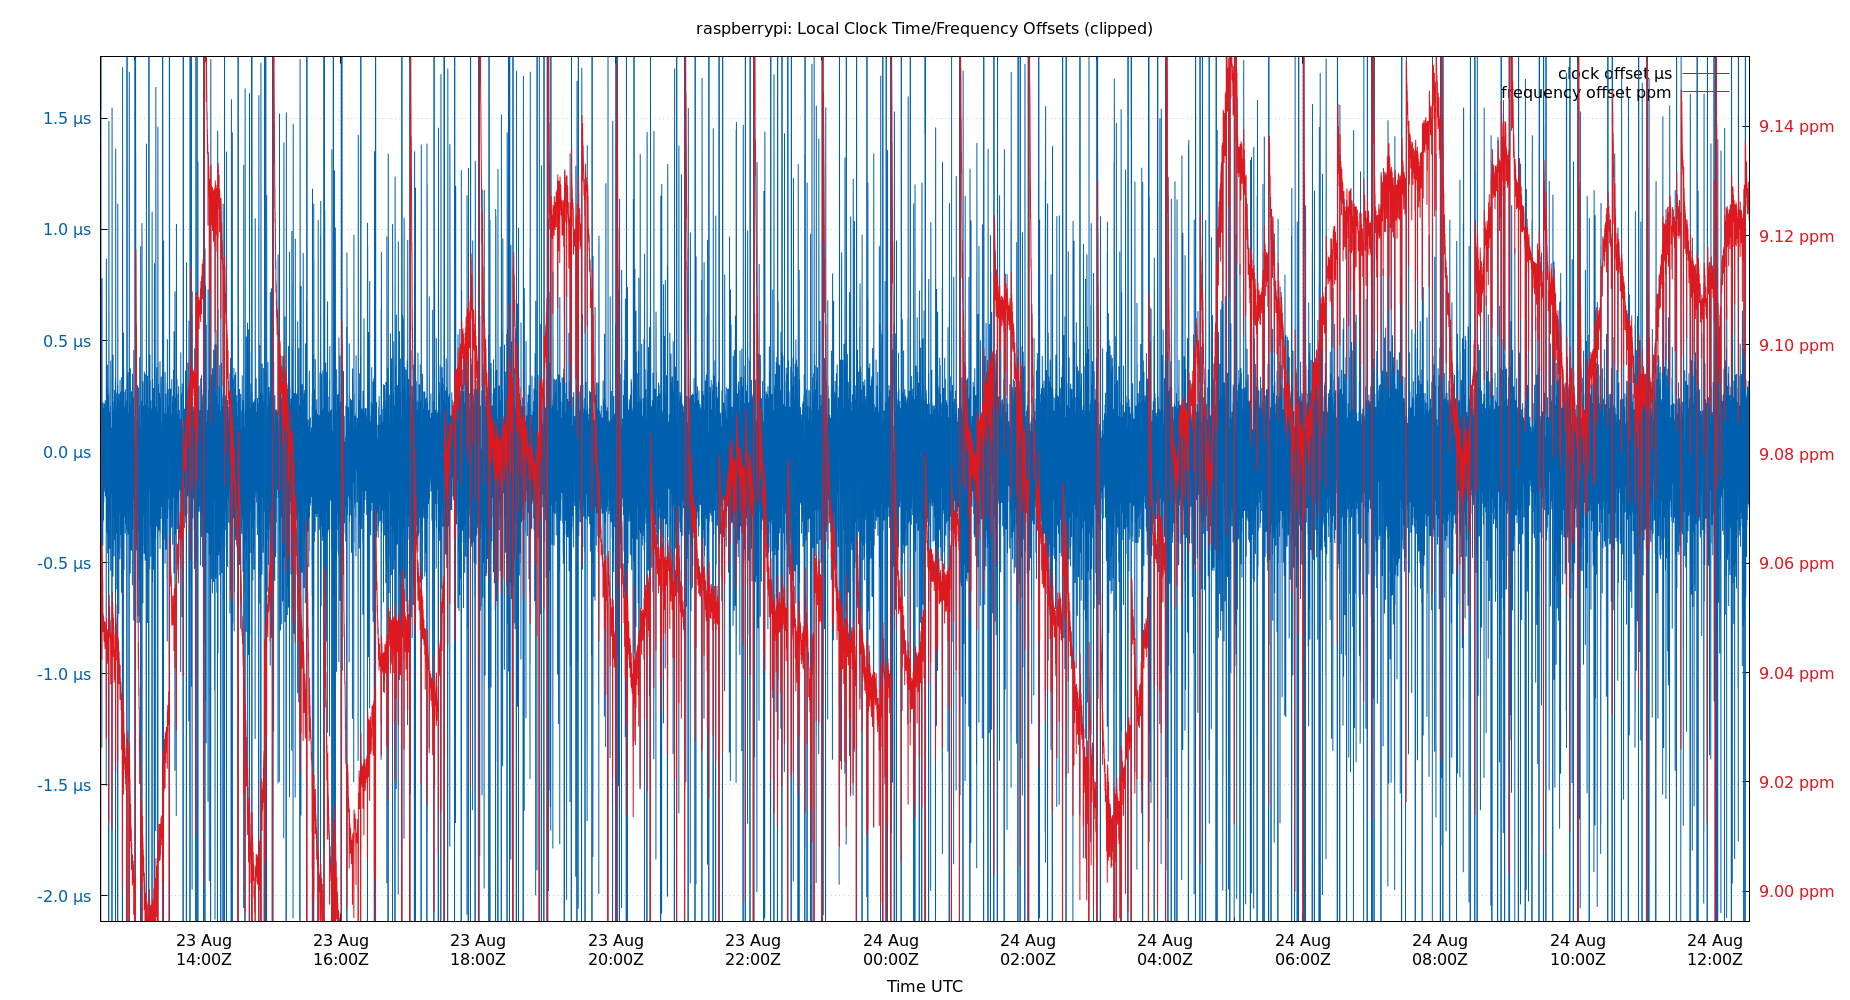 raspberrypi: Local Clock Time/Frequency Offsets (clipped)
clock offset µs
frequency offset ppm
1.5 µs
1.0 µs
0.5 µs
0.0 µs
-0.5 µs
-1.0 µs
-1.5 µs
-2.0 µs
9.14 ppm
9.12 ppm
9.10 ppm
9.08 ppm
9.06 ppm
9.04 ppm
9.02 ppm
9.00 ppm
23 Aug 23 Aug 23 Aug 23 Aug 23 Aug 24 Aug 24 Aug 24 Aug 24 Aug 24 Aug 24 Aug 24 Aug
14:00Z 16:00Z 18:00Z 20:00Z 22:00Z 00:00Z 02:00Z 04:00Z 06:00Z 08:00Z 10:00Z 12:00Z
Time UTC